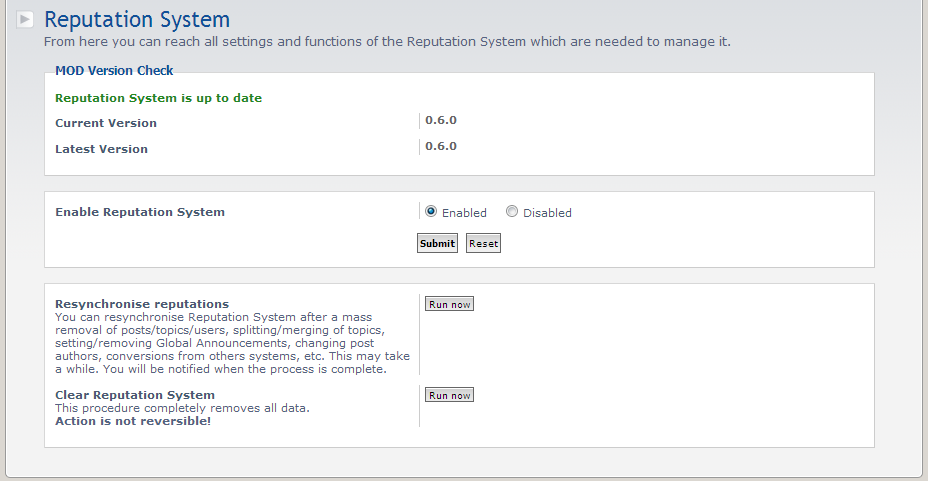 Reputation System
From here you can reach all settings and functions of the Reputation System which are needed to manage it.
MOD Version Check
Reputation System is up to date
Current Version 0.6.0
Latest Version 0.6.0
Enable Reputation System Enabled Disabled
Submit Reset
Resynchronise reputations Run now
You can resynchronise Reputation System after a mass
removal of posts/topics/users, splitting/merging of topics,
setting/removing Global Announcements, changing post
authors, conversions from others systems, etc. This may take
a while. You will be notified when the process is complete.
Clear Reputation System Run now
This procedure completely removes all data.
Action is not reversible!